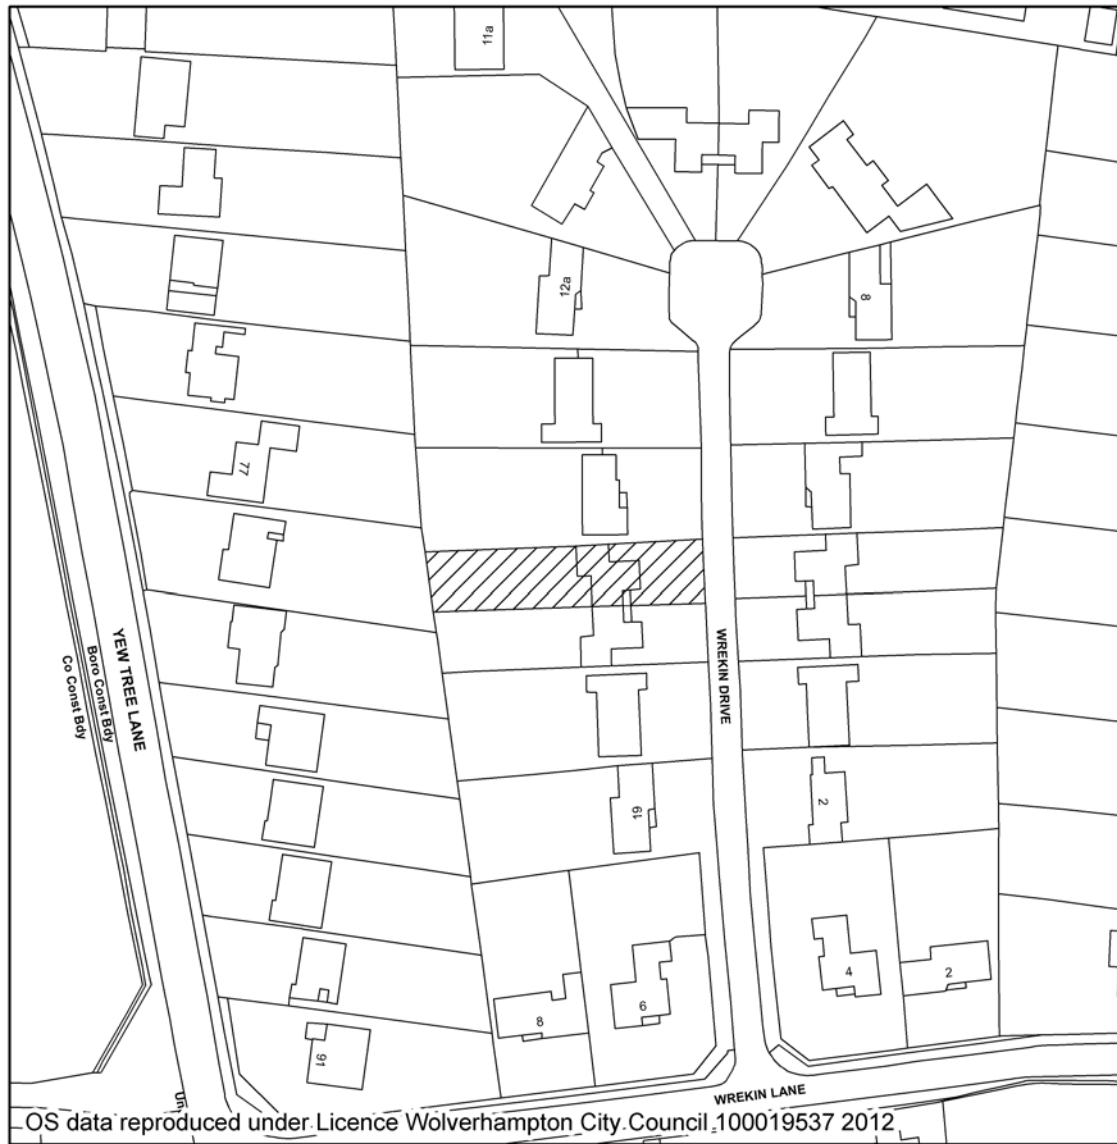 11a
12a
8
77
YEW TREE LANE
Boro Const Bdy
Co Const Bdy
WREKIN DRIVE
19
2
8
6
4
2
91
WREKIN LANE
Un
OS data reproduced under Licence Wolverhampton City Council 100019537 2012